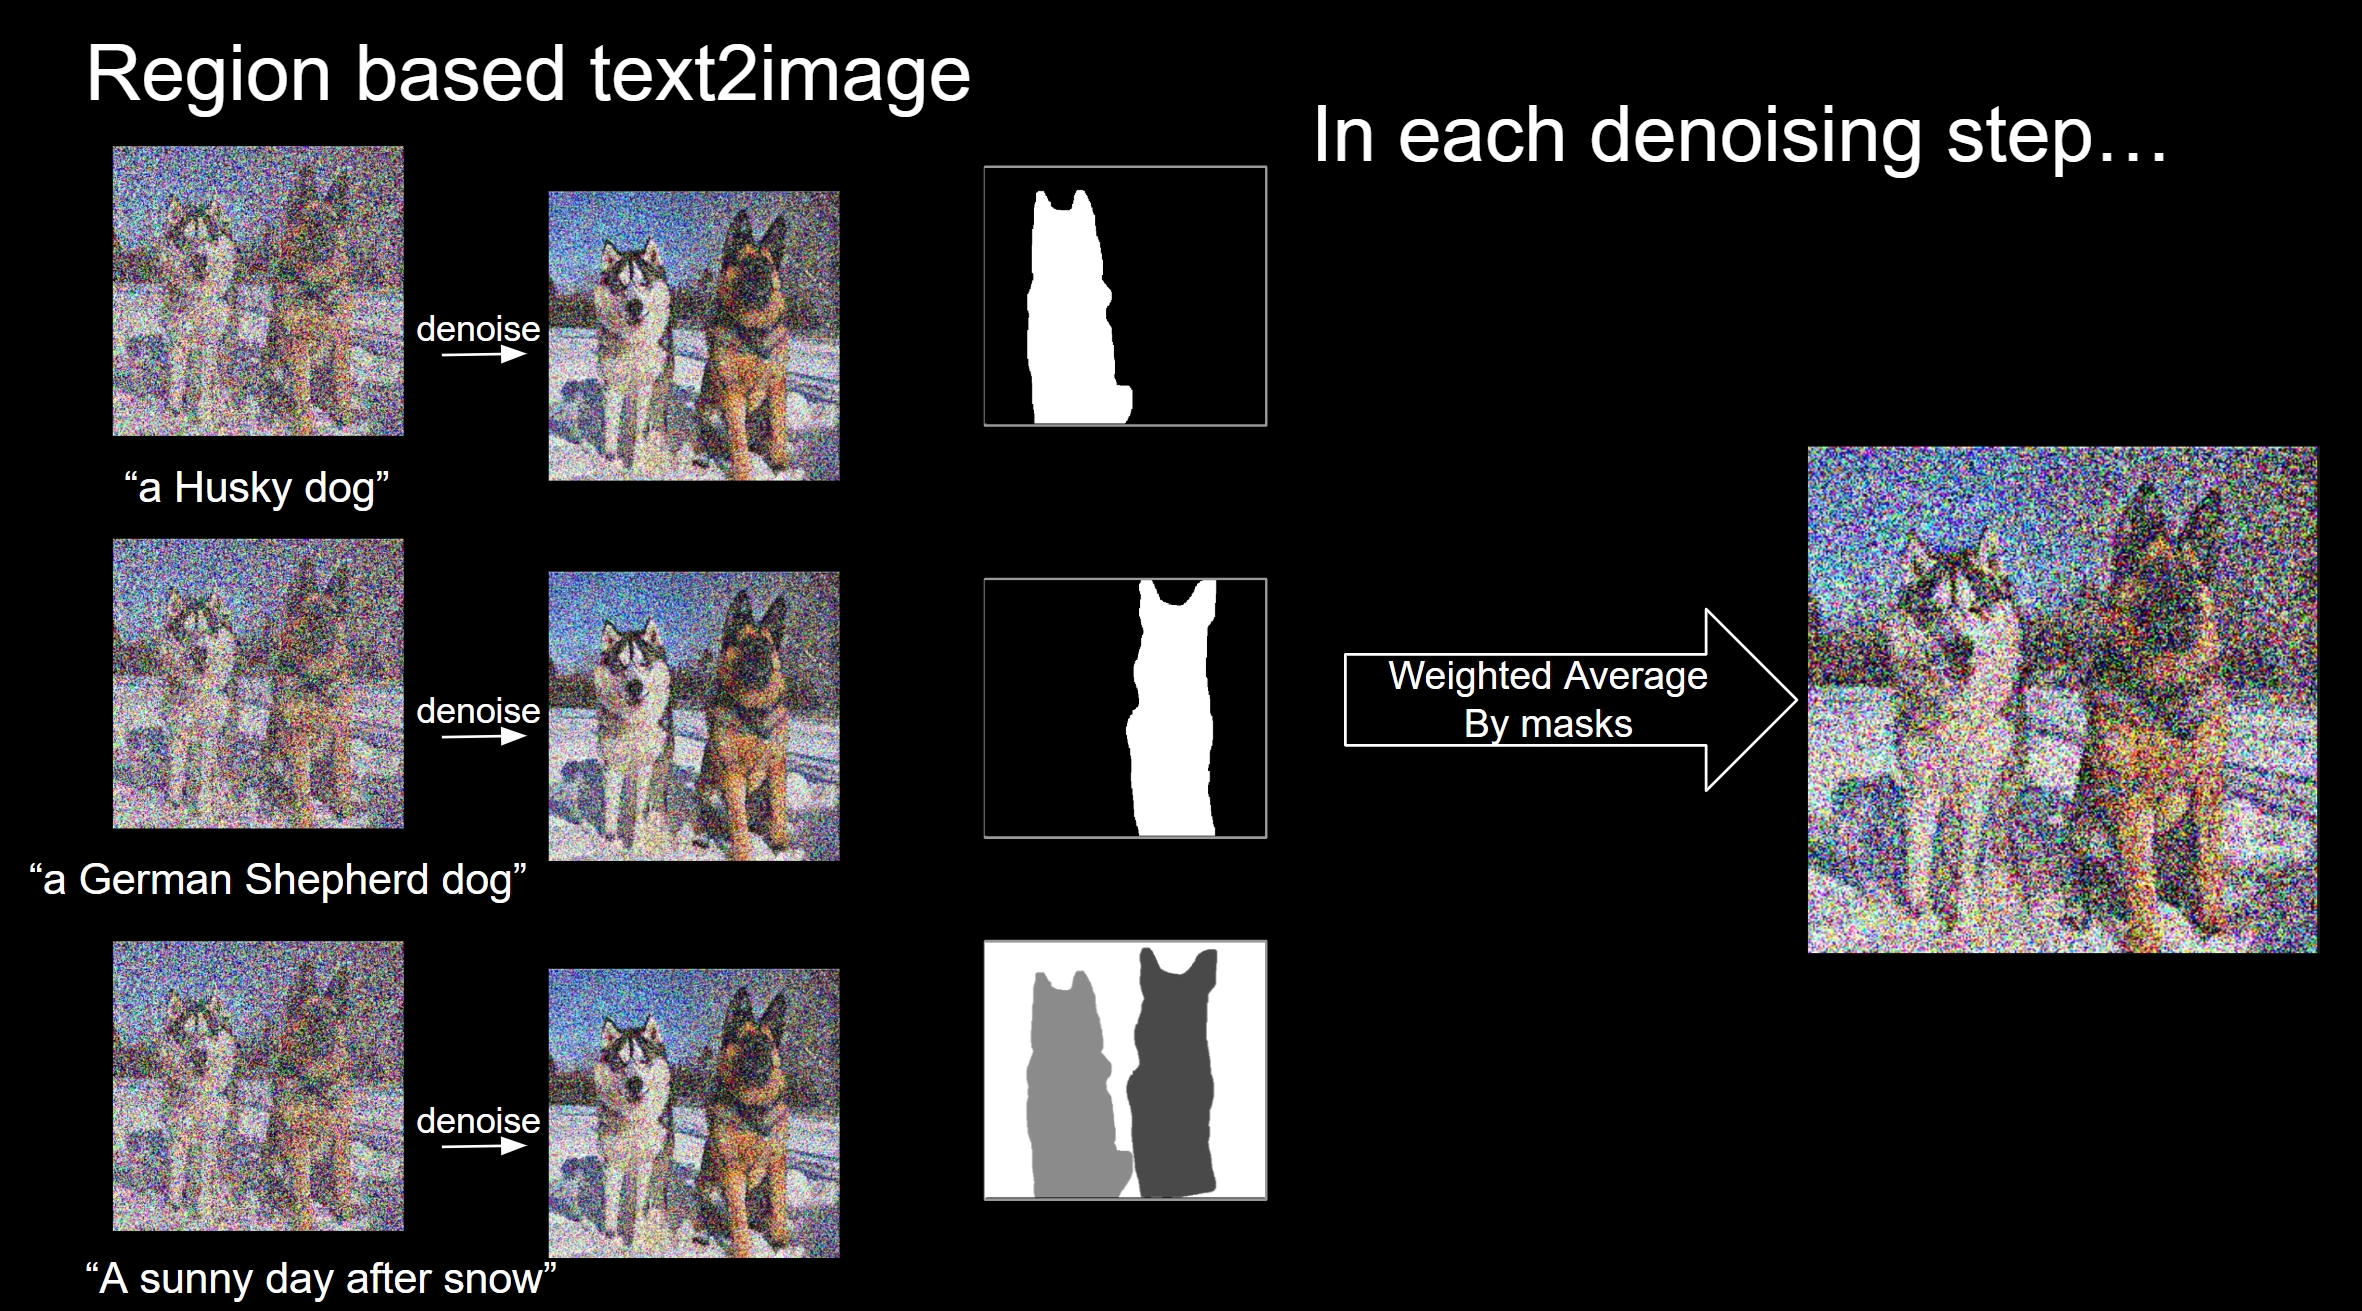 Region based text2image
In each denoising step…
denoise
“a Husky dog”
denoise
“a German Shepherd dog”
Weighted Average
By masks
denoise
“A sunny day after snow”